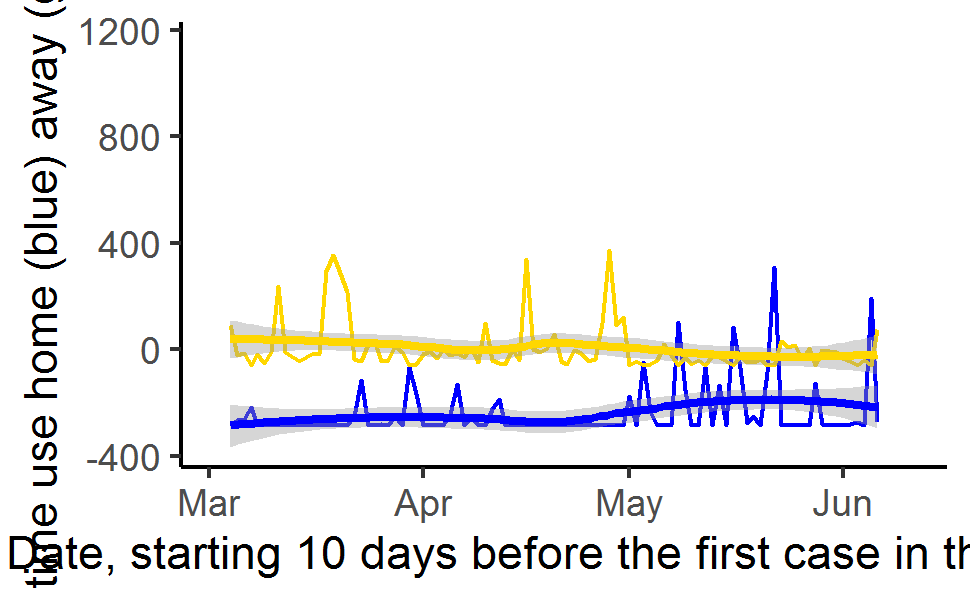 1200
800
400
0
-400
time use home (blue) away (
Mar Apr May Jun
Date, starting 10 days before the first case in th